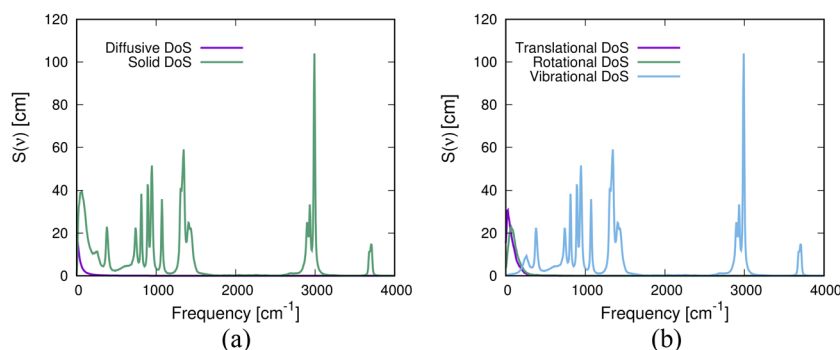 120
100
80
60
40
20
0
S(ν) [cm]
Diffusive DoS
Solid DoS
0 1000 2000 3000 4000
Frequency [cm⁻¹]
(a)
120
100
80
60
40
20
0
S(ν) [cm]
Translational DoS
Rotational DoS
Vibrational DoS
0 1000 2000 3000 4000
Frequency [cm⁻¹]
(b)